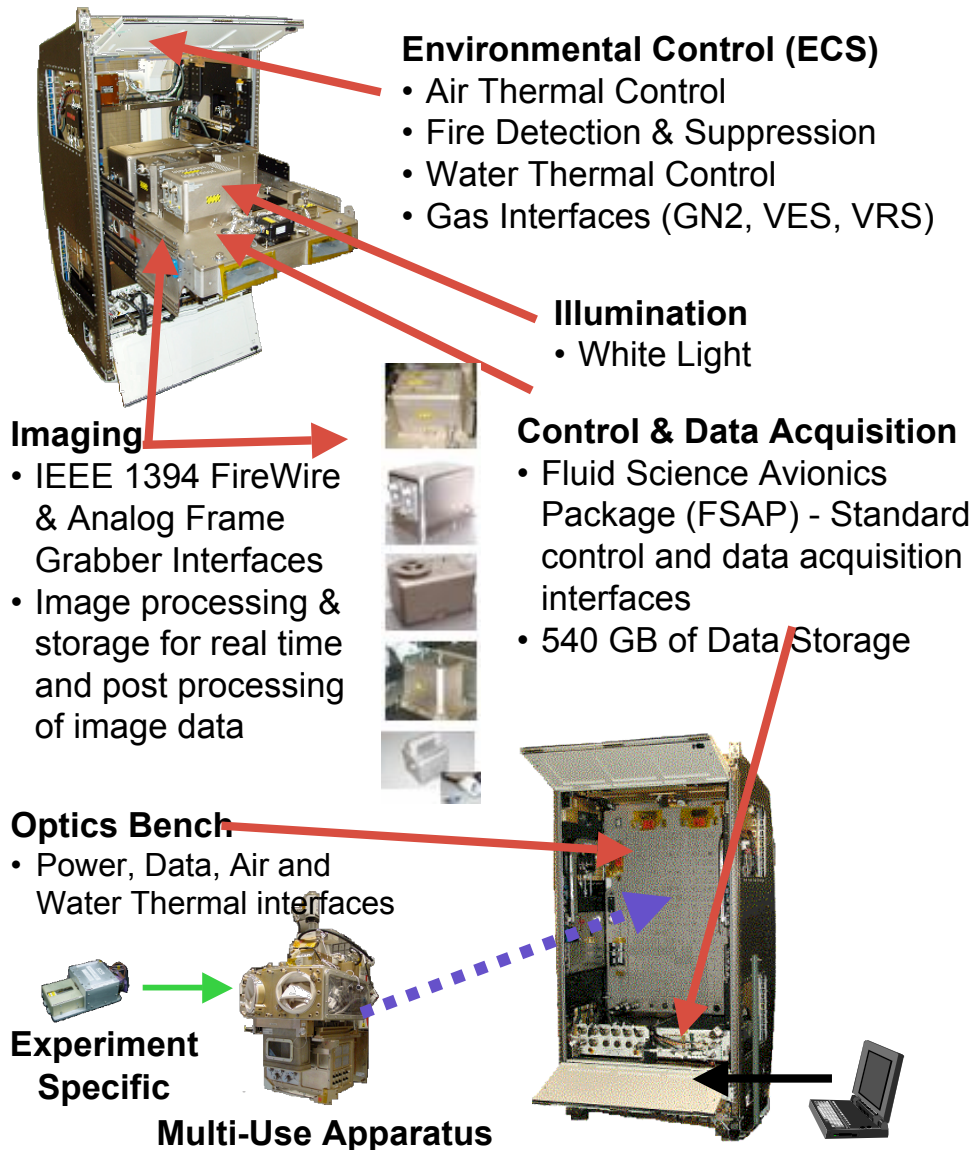 Environmental Control (ECS)
• Air Thermal Control
• Fire Detection & Suppression
• Water Thermal Control
• Gas Interfaces (GN2, VES, VRS)
Illumination
• White Light
Imaging
• IEEE 1394 FireWire
& Analog Frame
Grabber Interfaces
• Image processing &
storage for real time
and post processing
of image data
Control & Data Acquisition
• Fluid Science Avionics
Package (FSAP) - Standard
control and data acquisition
interfaces
• 540 GB of Data Storage
Optics Bench
• Power, Data, Air and
Water Thermal interfaces
Experiment
Specific
Multi-Use Apparatus